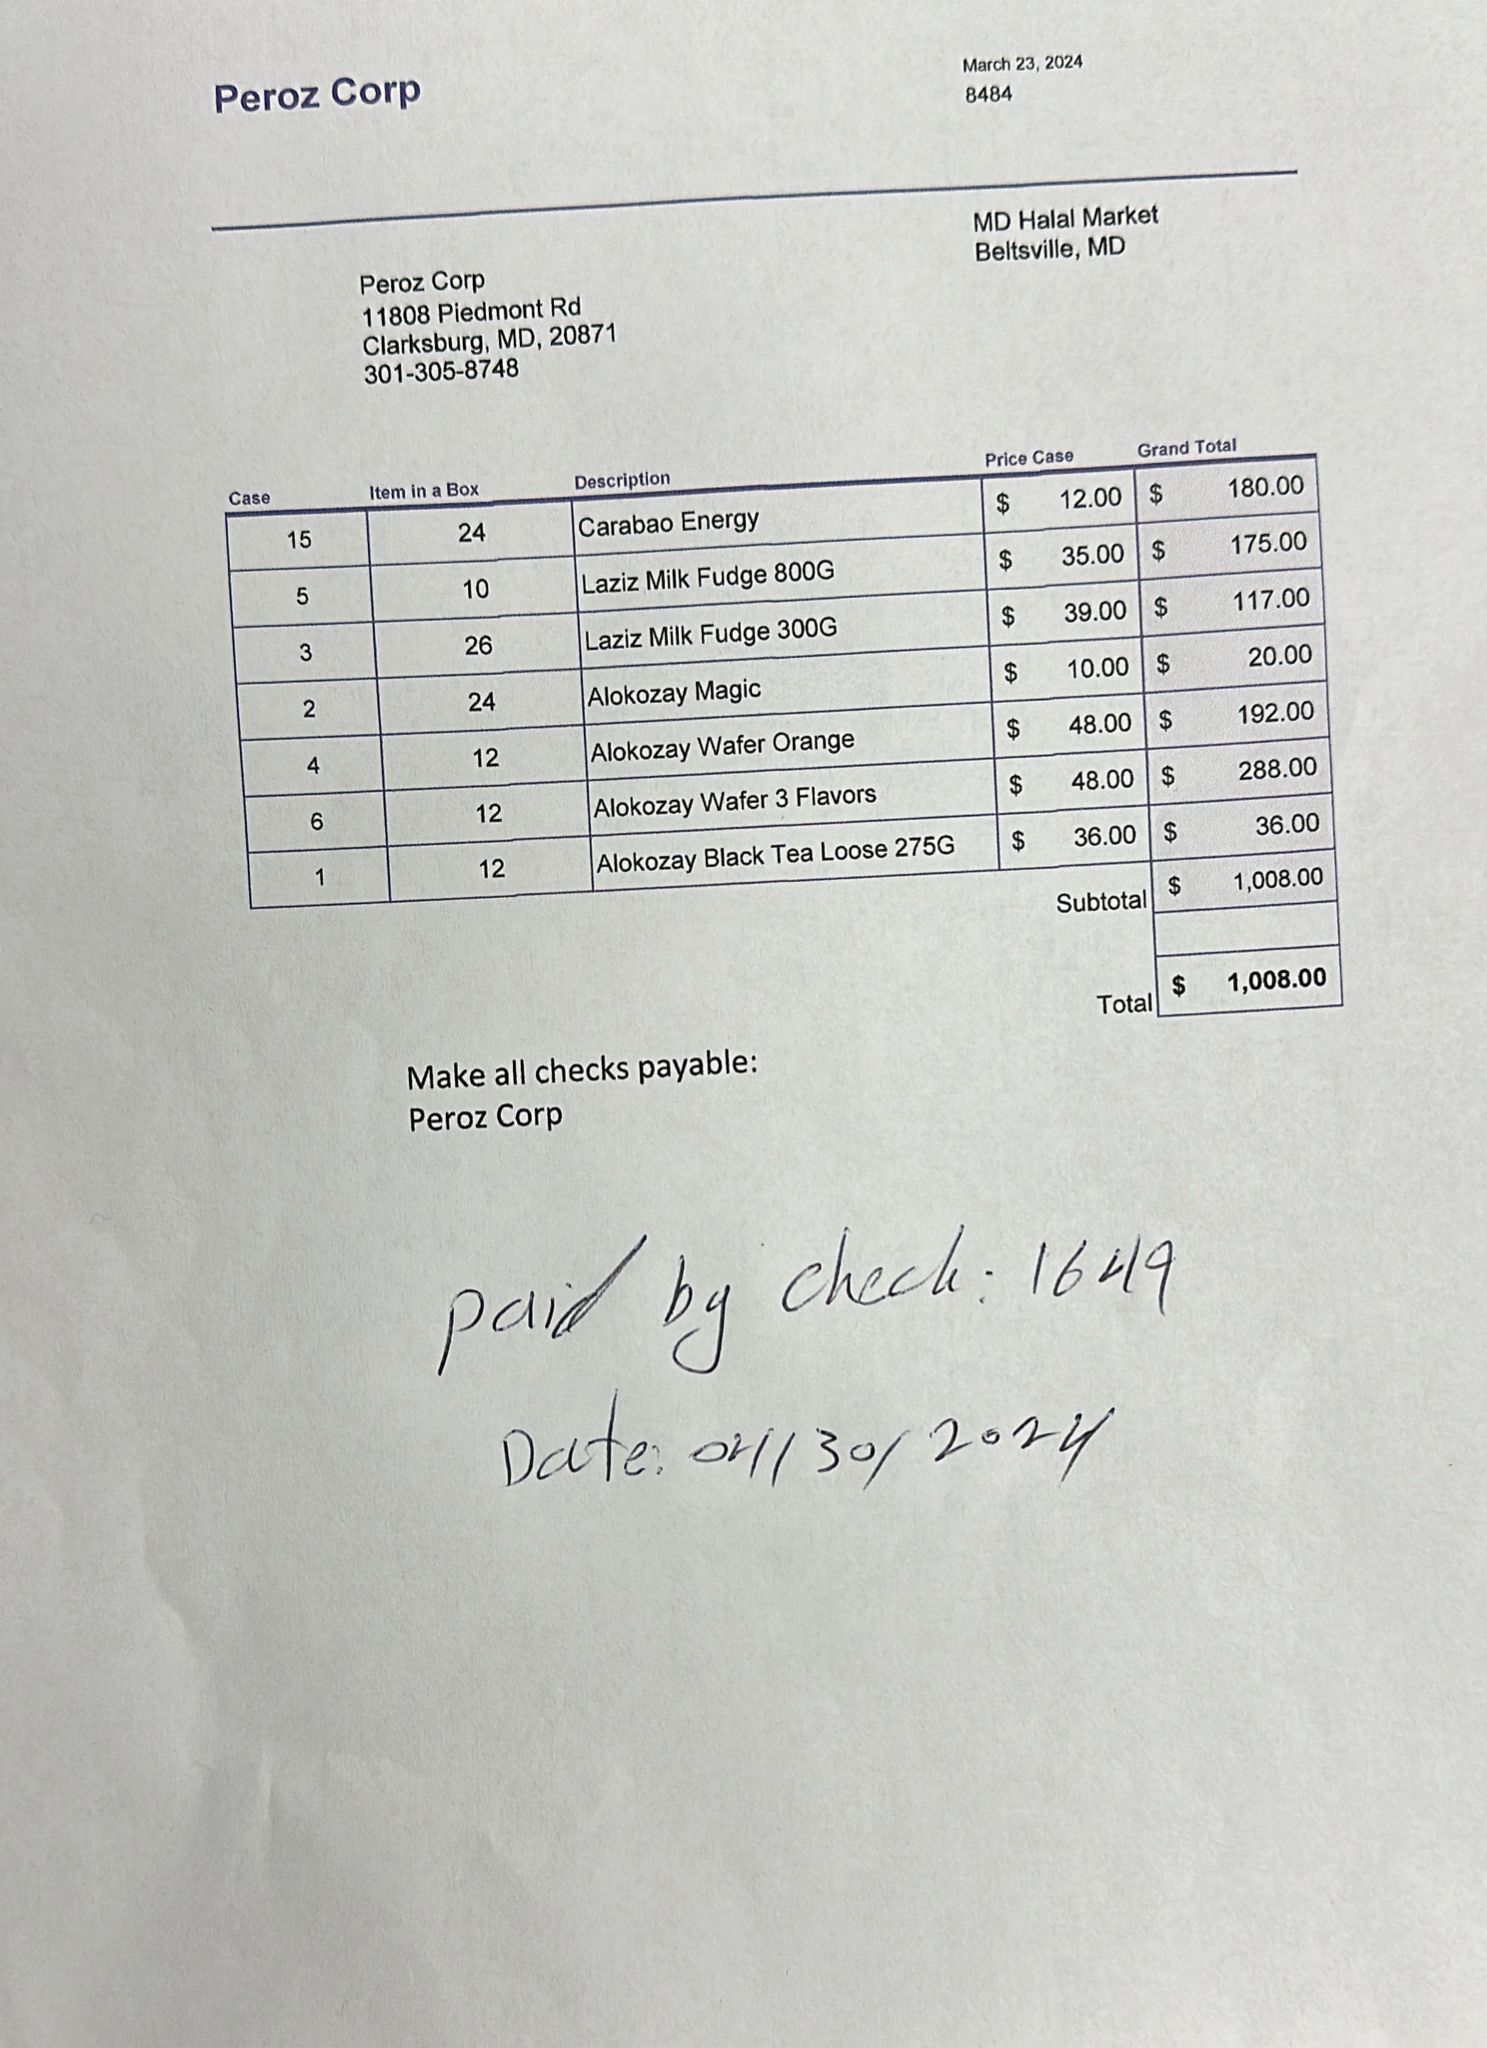 Peroz Corp
March 23, 2024
8484
MD Halal Market
Beltsville, MD
Peroz Corp
11808 Piedmont Rd
Clarksburg, MD, 20871
301-305-8748
Case Item in a Box Description Price Case Grand Total
15 24 Carabao Energy $ 12.00 $ 180.00
5 10 Laziz Milk Fudge 800G $ 35.00 $ 175.00
3 26 Laziz Milk Fudge 300G $ 39.00 $ 117.00
2 24 Alokozay Magic $ 10.00 $ 20.00
4 12 Alokozay Wafer Orange $ 48.00 $ 192.00
6 12 Alokozay Wafer 3 Flavors $ 48.00 $ 288.00
1 12 Alokozay Black Tea Loose 275G $ 36.00 $ 36.00
Subtotal $ 1,008.00
Total $ 1,008.00
Make all checks payable:
Peroz Corp
paid by check: 1649
Date: 04/30/2024